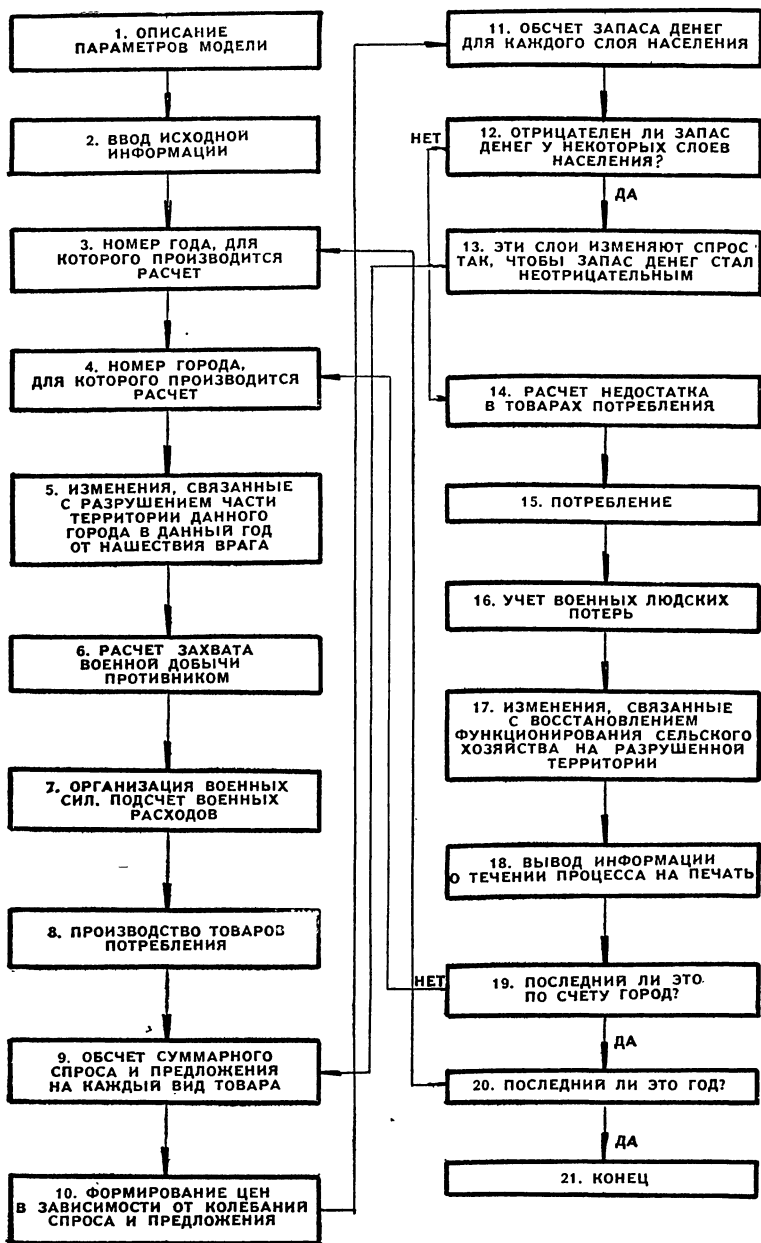 1. ОПИСАНИЕ
ПАРАМЕТРОВ МОДЕЛИ
2. ВВОД ИСХОДНОЙ
ИНФОРМАЦИИ
3. НОМЕР ГОДА, ДЛЯ
КОТОРОГО ПРОИЗВОДИТСЯ
РАСЧЕТ
4. НОМЕР ГОРОДА,
ДЛЯ КОТОРОГО ПРОИЗВОДИТСЯ
РАСЧЕТ
5. ИЗМЕНЕНИЯ, СВЯЗАННЫЕ
С РАЗРУШЕНИЕМ ЧАСТИ
ТЕРРИТОРИИ ДАННОГО
ГОРОДА В ДАННЫЙ ГОД
ОТ НАШЕСТВИЯ ВРАГА
6. РАСЧЕТ ЗАХВАТА
ВОЕННОЙ ДОБЫЧИ
ПРОТИВНИКОМ
7. ОРГАНИЗАЦИЯ ВОЕННЫХ
СИЛ. ПОДСЧЕТ ВОЕННЫХ
РАСХОДОВ
8. ПРОИЗВОДСТВО ТОВАРОВ
ПОТРЕБЛЕНИЯ
9. ОБСЧЕТ СУММАРНОГО
СПРОСА И ПРЕДЛОЖЕНИЯ
НА КАЖДЫЙ ВИД ТОВАРА
10. ФОРМИРОВАНИЕ ЦЕН
В ЗАВИСИМОСТИ ОТ КОЛЕБАНИЙ
СПРОСА И ПРЕДЛОЖЕНИЯ
11. ОБСЧЕТ ЗАПАСА ДЕНЕГ
ДЛЯ КАЖДОГО СЛОЯ НАСЕЛЕНИЯ
НЕТ
12. ОТРИЦАТЕЛЕН ЛИ ЗАПАС
ДЕНЕГ У НЕКОТОРЫХ СЛОЕВ
НАСЕЛЕНИЯ?
ДА
13. ЭТИ СЛОИ ИЗМЕНЯЮТ СПРОС
ТАК, ЧТОБЫ ЗАПАС ДЕНЕГ СТАЛ
НЕОТРИЦАТЕЛЬНЫМ
14. РАСЧЕТ НЕДОСТАТКА
В ТОВАРАХ ПОТРЕБЛЕНИЯ
15. ПОТРЕБЛЕНИЕ
16. УЧЕТ ВОЕННЫХ ЛЮДСКИХ
ПОТЕРЬ
17. ИЗМЕНЕНИЯ, СВЯЗАННЫЕ
С ВОССТАНОВЛЕНИЕМ
ФУНКЦИОНИРОВАНИЯ СЕЛЬСКОГО
ХОЗЯЙСТВА НА РАЗРУШЕННОЙ
ТЕРРИТОРИИ
18. ВЫВОД ИНФОРМАЦИИ
О ТЕЧЕНИИ ПРОЦЕССА НА ПЕЧАТЬ
НЕТ
19. ПОСЛЕДНИЙ ЛИ ЭТО
ПО СЧЕТУ ГОРОД?
ДА
20. ПОСЛЕДНИЙ ЛИ ЭТО ГОД?
ДА
21. КОНЕЦ